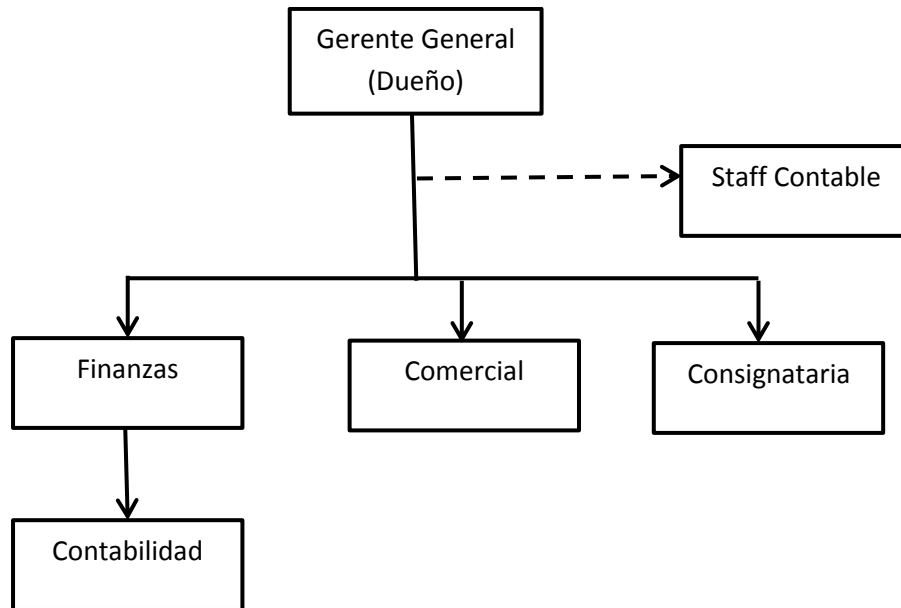 Gerente General
(Dueño)
Staff Contable
Finanzas
Comercial
Consignataria
Contabilidad